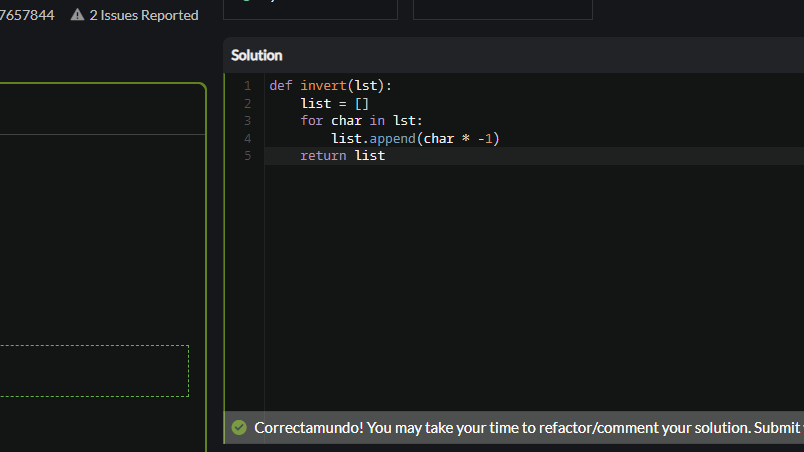 7657844 2 Issues Reported
Solution
1 def invert(lst):
2     list = []
3     for char in lst:
4         list.append(char * -1)
5     return list
Correctamundo! You may take your time to refactor/comment your solution. Submit